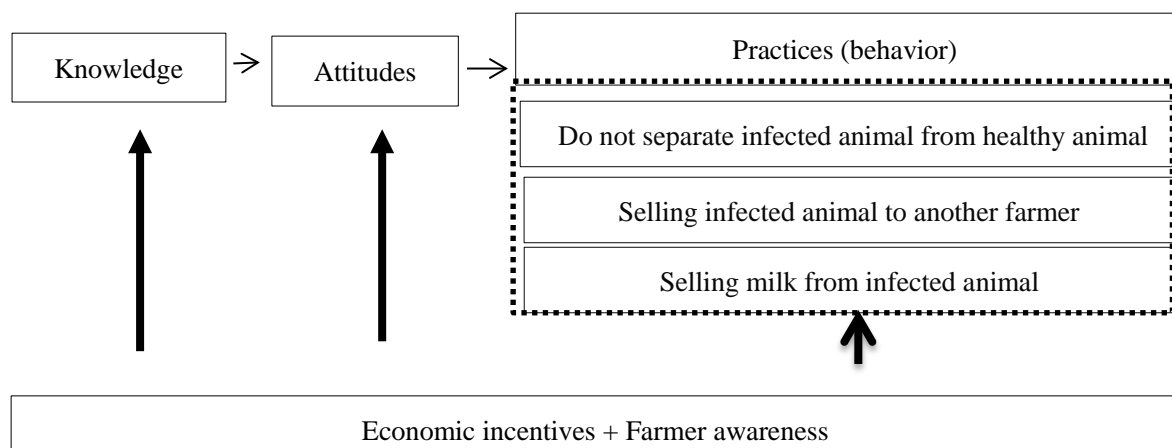 Knowledge
Attitudes
Practices (behavior)
Do not separate infected animal from healthy animal
Selling infected animal to another farmer
Selling milk from infected animal
Economic incentives + Farmer awareness